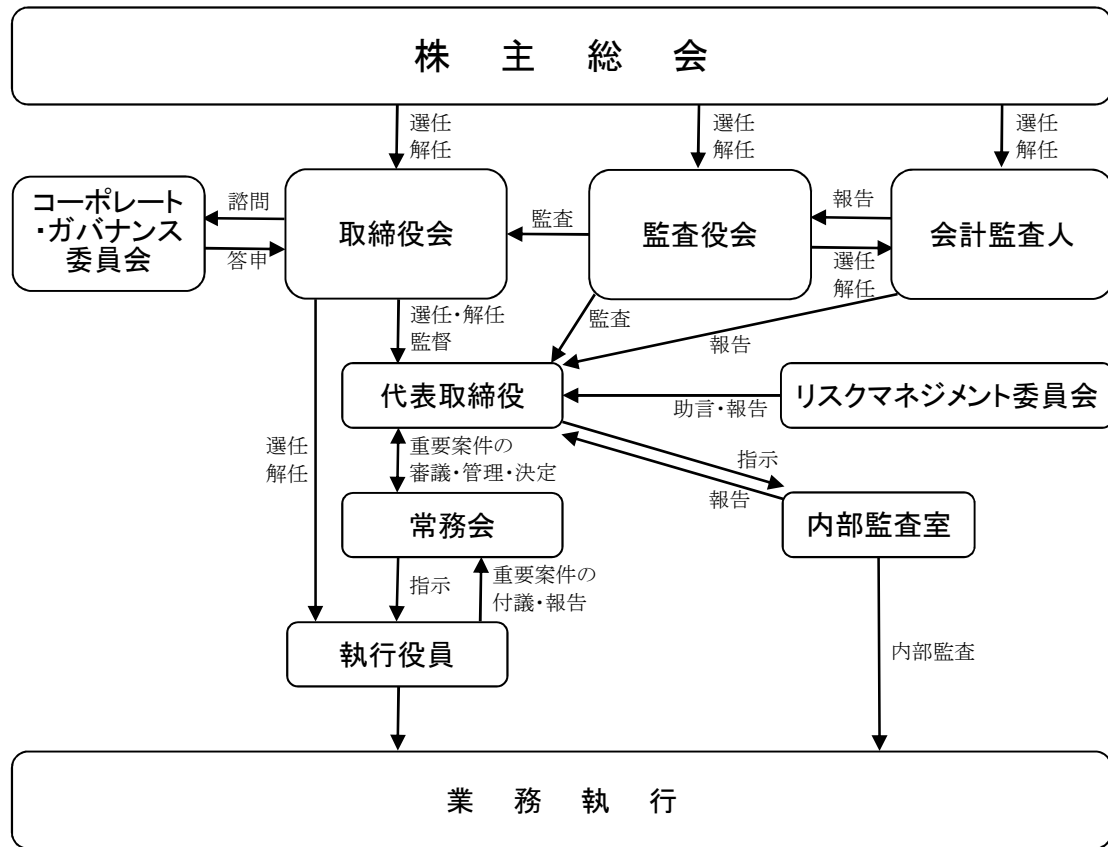 株 主 総 会
選任
解任
選任
解任
選任
解任
コーポレート
・ガバナンス
委員会
諮問
答申
取締役会
監査
監査役会
報告
選任
解任
会計監査人
選任・解任
監督
監査
報告
代表取締役
助言・報告
リスクマネジメント委員会
選任
解任
重要案件の
審議・管理・決定
指示
報告
常務会
内部監査室
指示
重要案件の
付議・報告
執行役員
内部監査
業 務 執 行